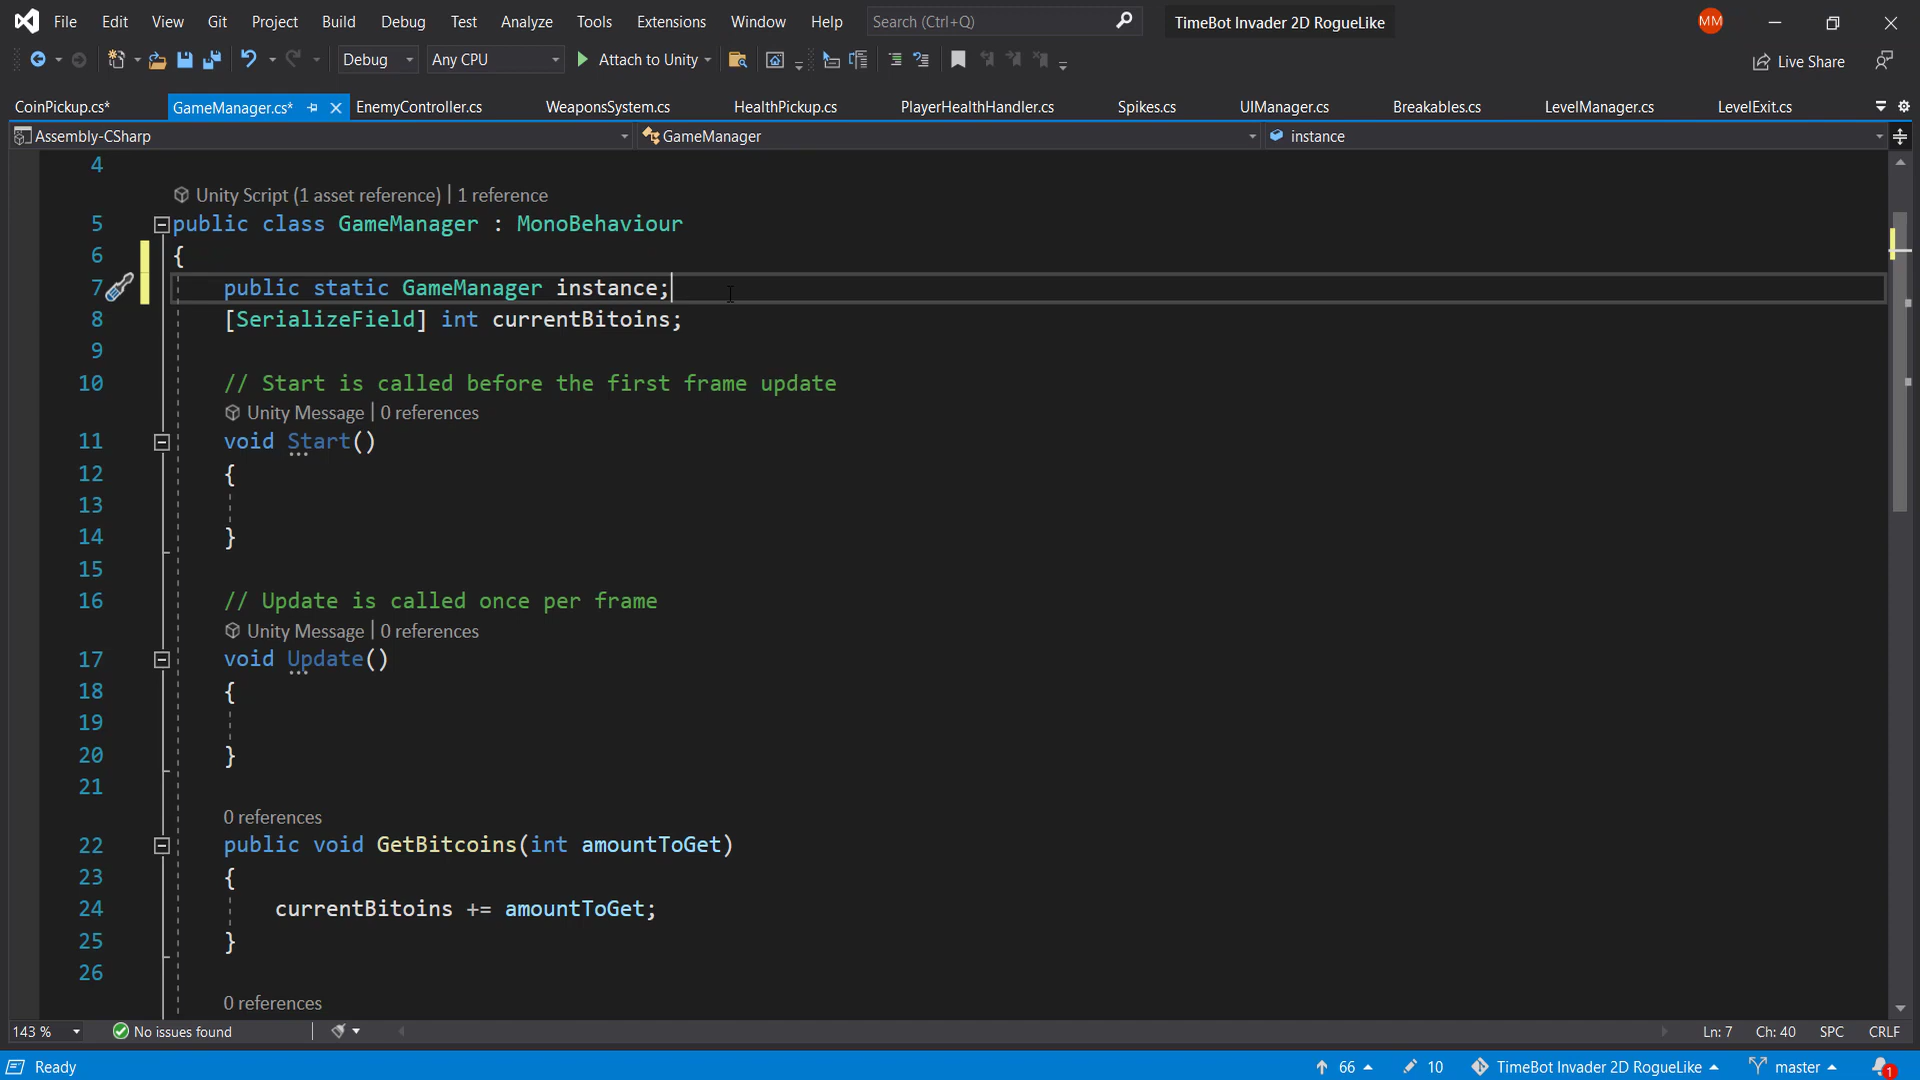 File Edit View Git Project Build Debug Test Analyze Tools Extensions Window Help Search (Ctrl+Q) TimeBot Invader 2D RogueLike MM
Debug Any CPU Attach to Unity Live Share
CoinPickup.cs* GameManager.cs* EnemyController.cs WeaponsSystem.cs HealthPickup.cs PlayerHealthHandler.cs Spikes.cs UIManager.cs Breakables.cs LevelManager.cs LevelExit.cs
Assembly-CSharp GameManager instance
4
Unity Script (1 asset reference) | 1 reference
5 public class GameManager : MonoBehaviour
6 {
7 public static GameManager instance;
8 [SerializeField] int currentBitoins;
9
10 // Start is called before the first frame update
Unity Message | 0 references
11 void Start()
12 {
13
14 }
15
16 // Update is called once per frame
Unity Message | 0 references
17 void Update()
18 {
19
20 }
21
0 references
22 public void GetBitcoins(int amountToGet)
23 {
24 currentBitoins += amountToGet;
25 }
26
0 references
143 % No issues found Ln: 7 Ch: 40 SPC CRLF
Ready 66 10 TimeBot Invader 2D RogueLike master 1